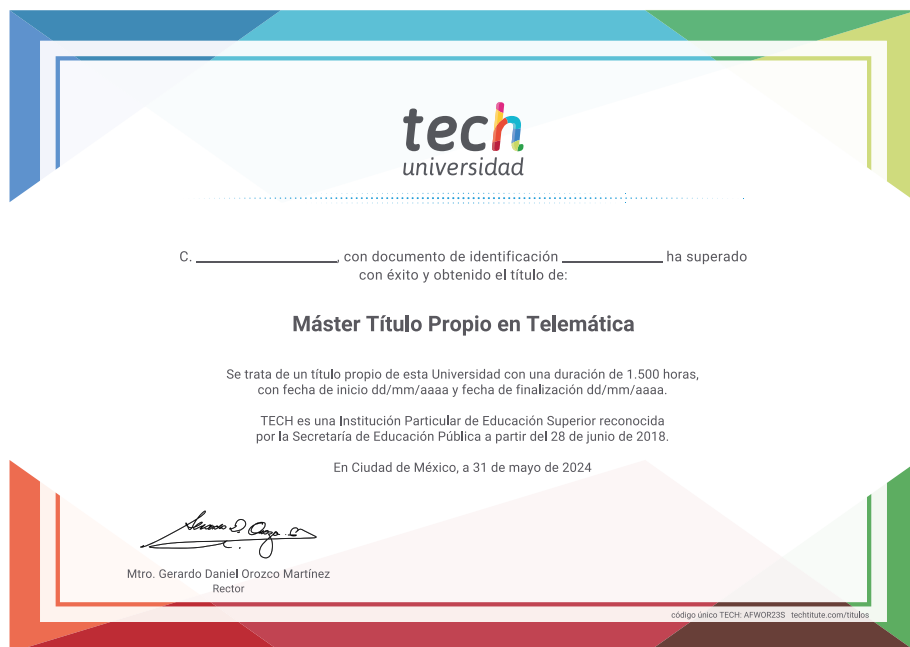 tech
universidad
C. ____________, con documento de identificación ____________ ha superado
con éxito y obtenido el título de:
Máster Título Propio en Telemática
Se trata de un título propio de esta Universidad con una duración de 1.500 horas,
con fecha de inicio dd/mm/aaaa y fecha de finalización dd/mm/aaaa.
TECH es una Institución Particular de Educación Superior reconocida
por la Secretaría de Educación Pública a partir del 28 de junio de 2018.
En Ciudad de México, a 31 de mayo de 2024
Mtro. Gerardo Daniel Orozco Martínez
Rector
código único TECH: AFWOR23S techtitute.com/titulos